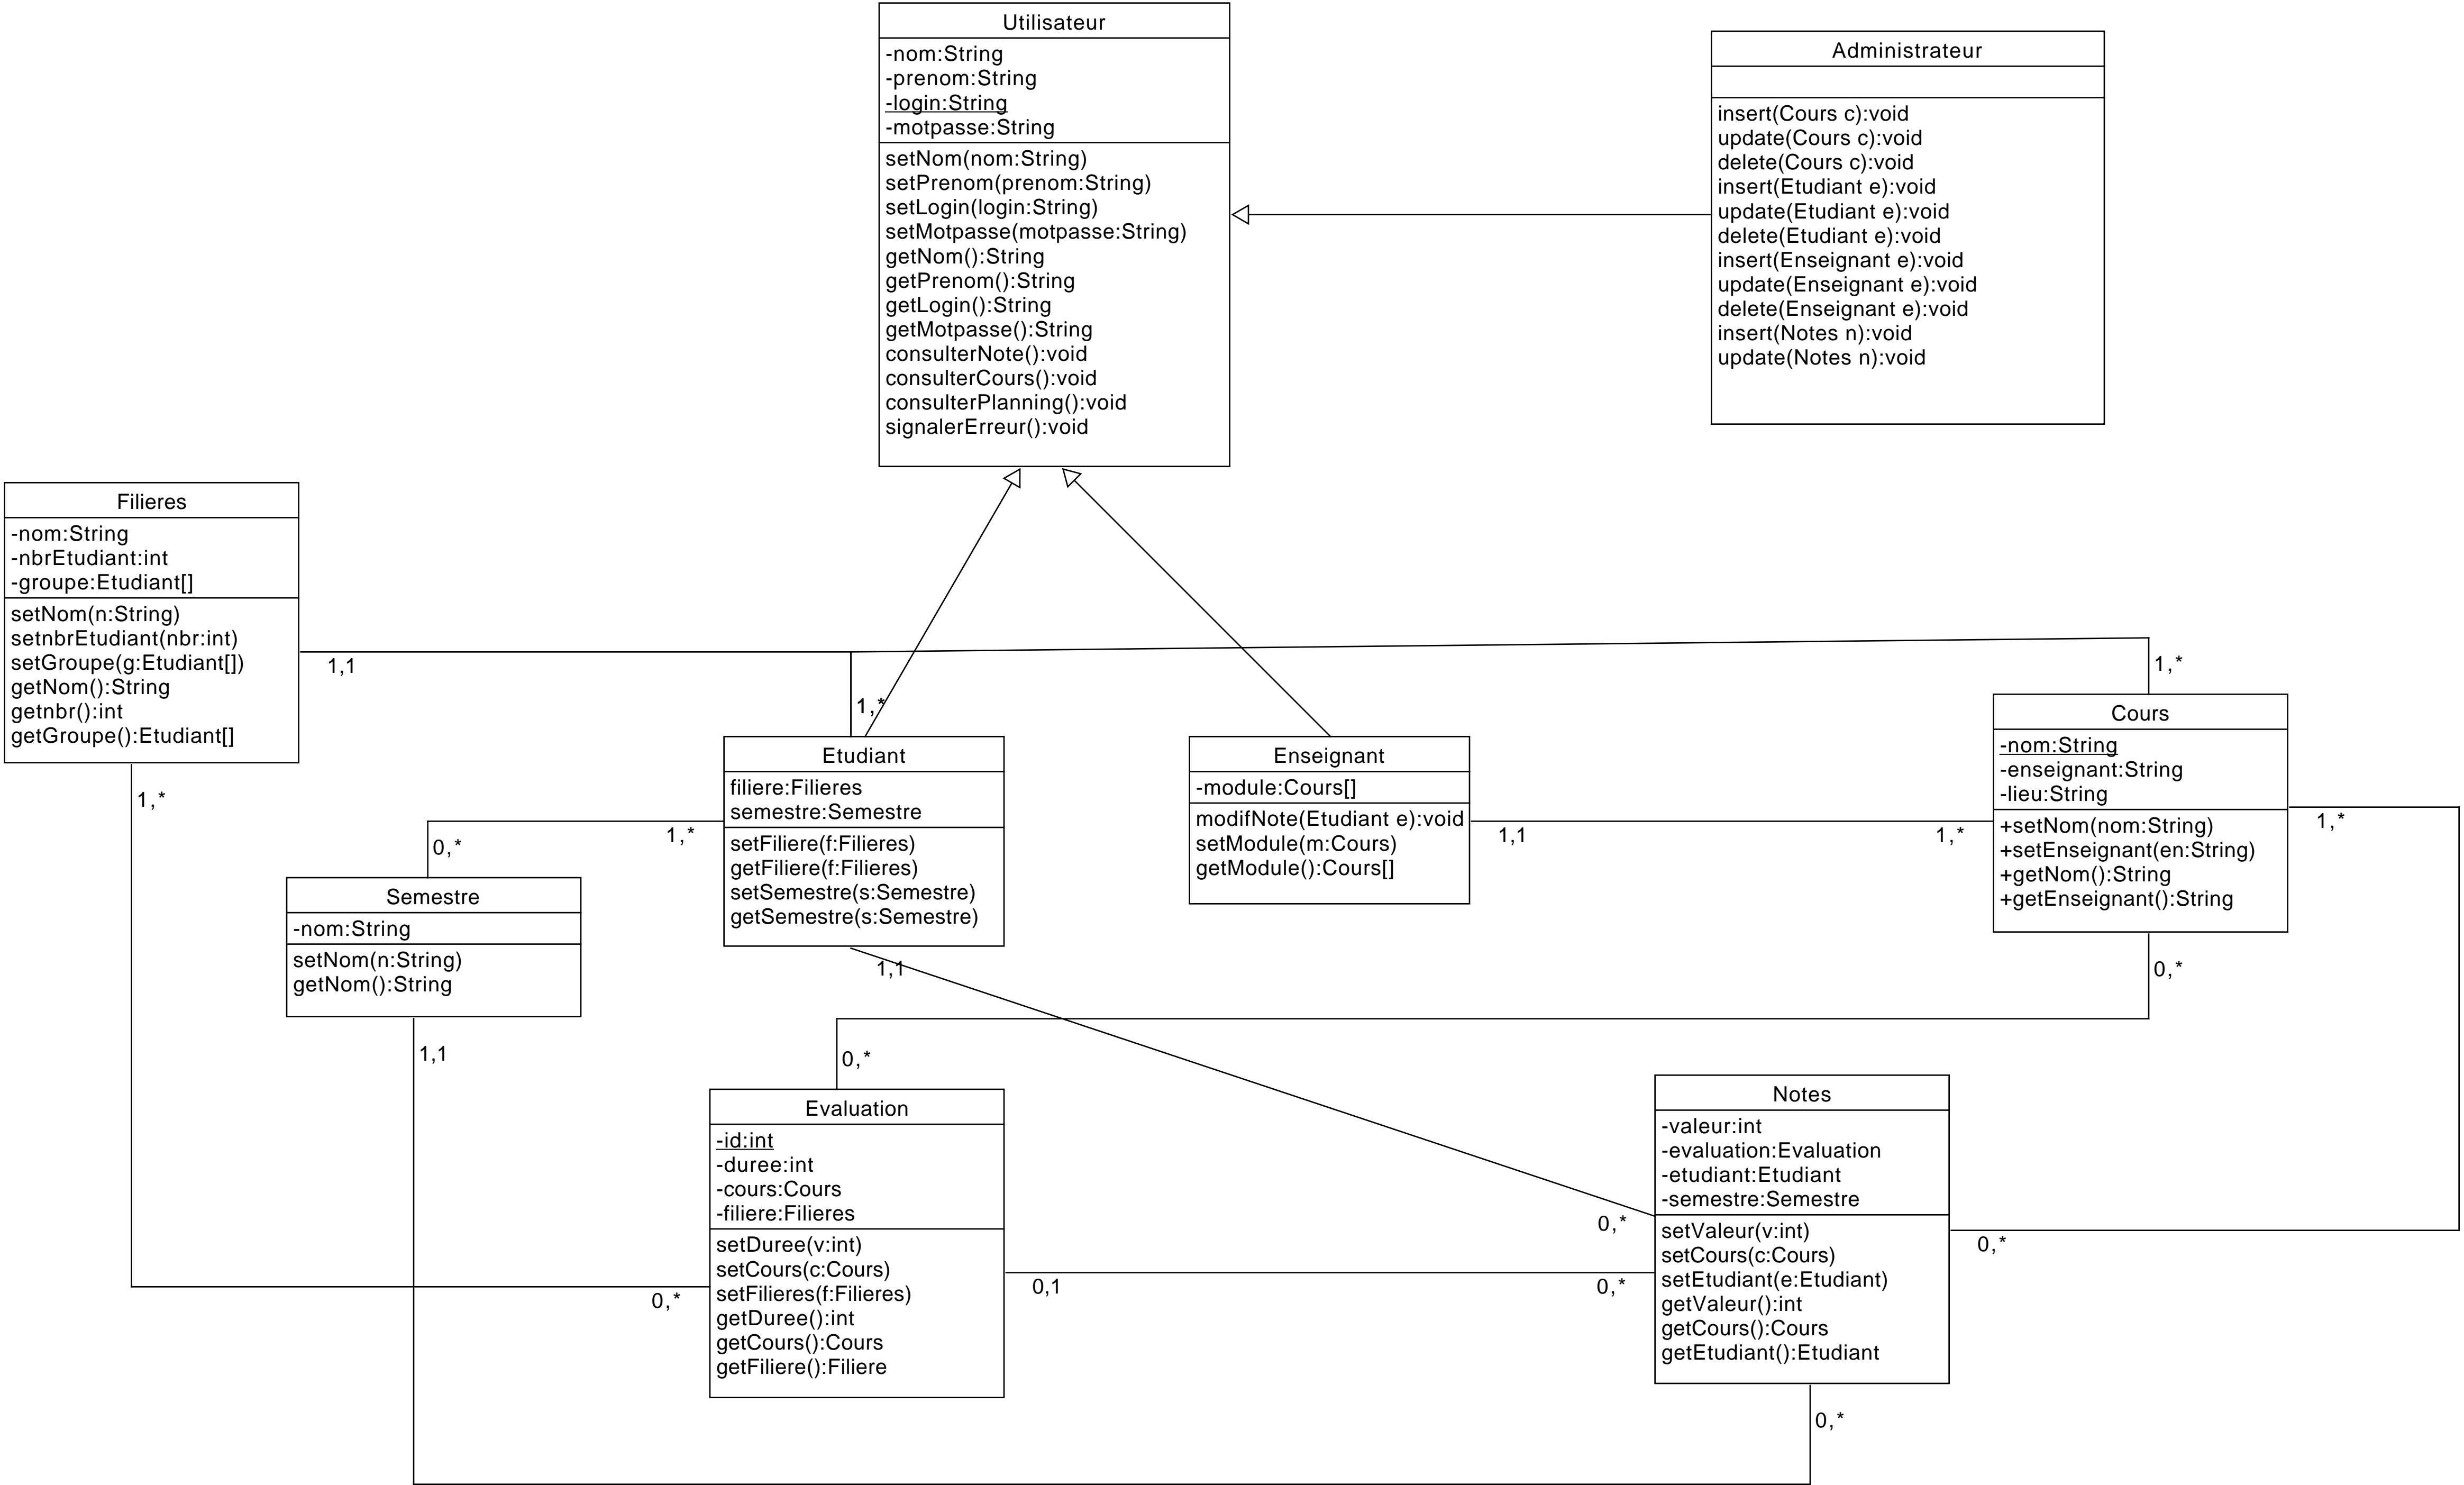 Utilisateur
-nom:String
-prenom:String
-login:String
-motpasse:String
setNom(nom:String)
setPrenom(prenom:String)
setLogin(login:String)
setMotpasse(motpasse:String)
getNom():String
getPrenom():String
getLogin():String
getMotpasse():String
consulterNote():void
consulterCours():void
consulterPlanning():void
signalerErreur():void
Administrateur
insert(Cours c):void
update(Cours c):void
delete(Cours c):void
insert(Etudiant e):void
update(Etudiant e):void
delete(Etudiant e):void
insert(Enseignant e):void
update(Enseignant e):void
delete(Enseignant e):void
insert(Notes n):void
update(Notes n):void
Filieres
-nom:String
-nbrEtudiant:int
-groupe:Etudiant[]
setNom(n:String)
setnbrEtudiant(nbr:int)
setGroupe(g:Etudiant[])
getNom():String
getnbr():int
getGroupe():Etudiant[]
1,1
1,*
1,*
1,*
Etudiant
filiere:Filieres
semestre:Semestre
setFiliere(f:Filieres)
getFiliere(f:Filieres)
setSemestre(s:Semestre)
getSemestre(s:Semestre)
Enseignant
-module:Cours[]
modifNote(Etudiant e):void
setModule(m:Cours)
getModule():Cours[]
Cours
-nom:String
-enseignant:String
-lieu:String
+setNom(nom:String)
+setEnseignant(en:String)
+getNom():String
+getEnseignant():String
0,*
1,*
1,1
1,*
1,*
Semestre
-nom:String
setNom(n:String)
getNom():String
1,1
0,*
1,1
0,*
Evaluation
-id:int
-duree:int
-cours:Cours
-filiere:Filieres
setDuree(v:int)
setCours(c:Cours)
setFilieres(f:Filieres)
getDuree():int
getCours():Cours
getFiliere():Filiere
Notes
-valeur:int
-evaluation:Evaluation
-etudiant:Etudiant
-semestre:Semestre
setValeur(v:int)
setCours(c:Cours)
setEtudiant(e:Etudiant)
getValeur():int
getCours():Cours
getEtudiant():Etudiant
0,*
0,*
0,*
0,1
0,*
0,*